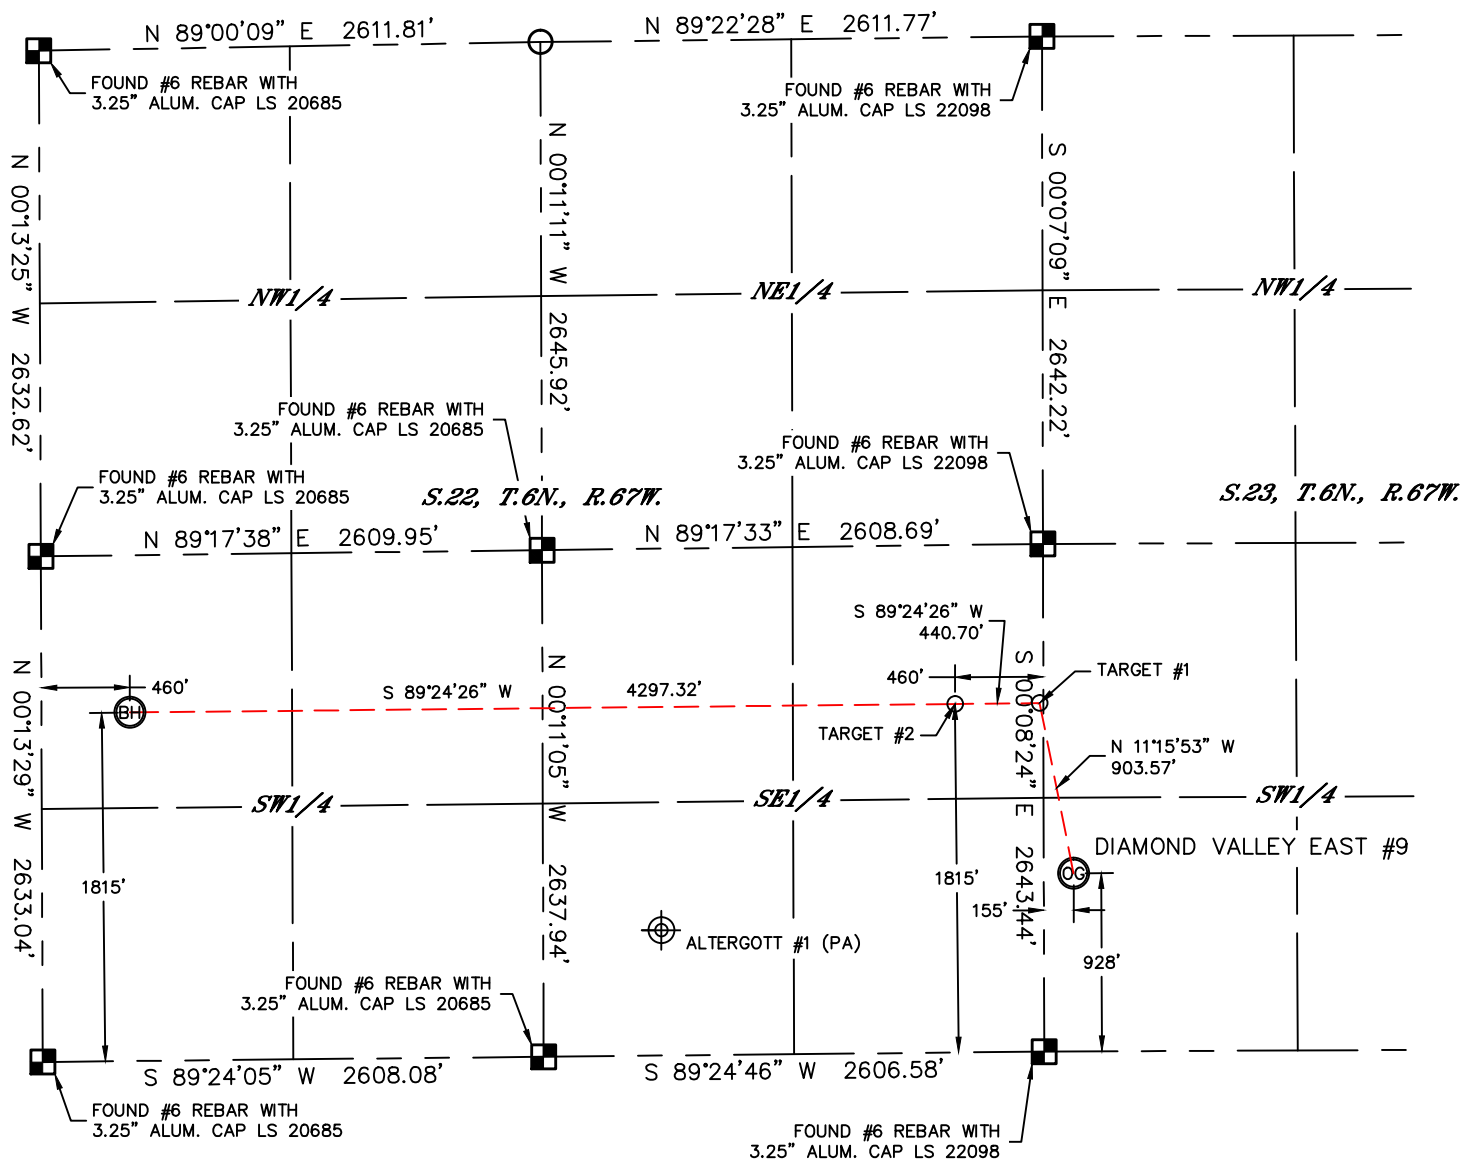 N 89°00'09" E 2611.81'
N 89°22'28" E 2611.77'
FOUND #6 REBAR WITH
3.25" ALUM. CAP LS 20685
FOUND #6 REBAR WITH
3.25" ALUM. CAP LS 22098
N 00°13'25" W 2632.62'
N 00°11'11" W 2645.92'
S 00°07'09" E 2642.22'
NW1/4
NE1/4
NW1/4
FOUND #6 REBAR WITH
3.25" ALUM. CAP LS 20685
FOUND #6 REBAR WITH
3.25" ALUM. CAP LS 22098
FOUND #6 REBAR WITH
3.25" ALUM. CAP LS 20685
S.22, T.6N., R.67W.
S.23, T.6N., R.67W.
N 89°17'38" E 2609.95'
N 89°17'33" E 2608.69'
S 89°24'26" W
440.70'
N 00°13'29" W 2633.04'
N 00°11'05" W 2637.94'
S 00°08'24" E 2643.44'
460'
S 89°24'26" W 4297.32'
460'
TARGET #1
BH
TARGET #2
N 11°15'53" W
903.57'
SW1/4
SE1/4
SW1/4
DIAMOND VALLEY EAST #9
OG
1815'
1815'
155'
928'
ALTERGOTT #1 (PA)
FOUND #6 REBAR WITH
3.25" ALUM. CAP LS 20685
S 89°24'05" W 2608.08'
S 89°24'46" W 2606.58'
FOUND #6 REBAR WITH
3.25" ALUM. CAP LS 20685
FOUND #6 REBAR WITH
3.25" ALUM. CAP LS 22098